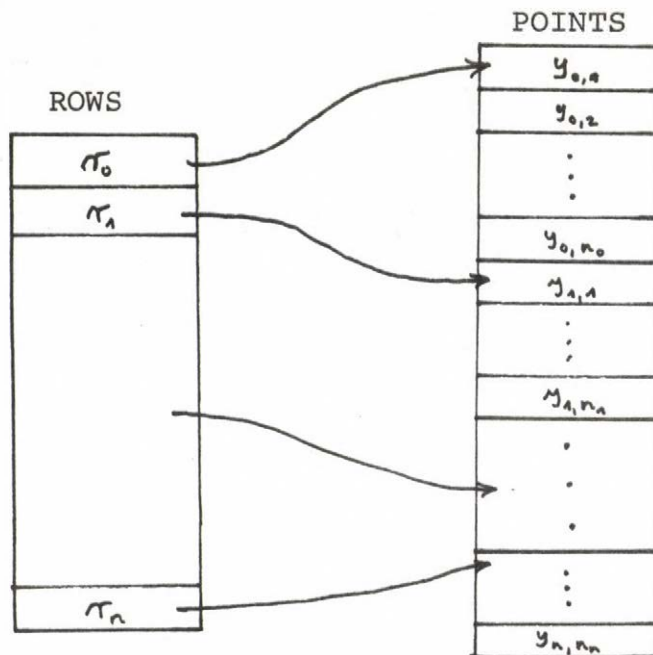 ROWS
r₀
r₁
rₙ
POINTS
y₀,₁
y₀,₂
⋮
y₀,n₀
y₁,₁
⋮
y₁,n₁
⋮
⋮
yₙ,nₙ